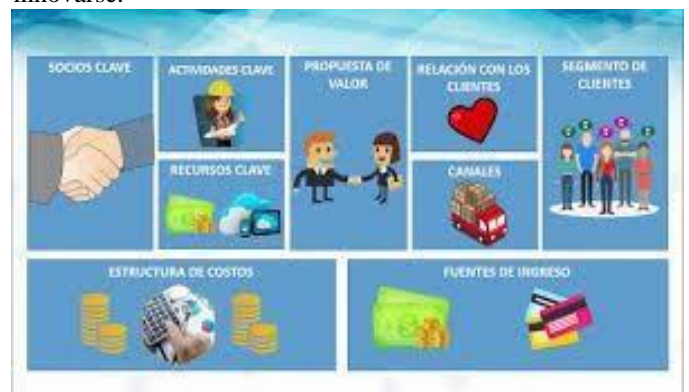 innovarse.
SOCIOS CLAVE
ACTIVIDADES CLAVE
RECURSOS CLAVE
PROPUESTA DE
VALOR
RELACIÓN CON LOS
CLIENTES
CANALES
SEGMENTO DE
CLIENTES
ESTRUCTURA DE COSTOS
FUENTES DE INGRESO